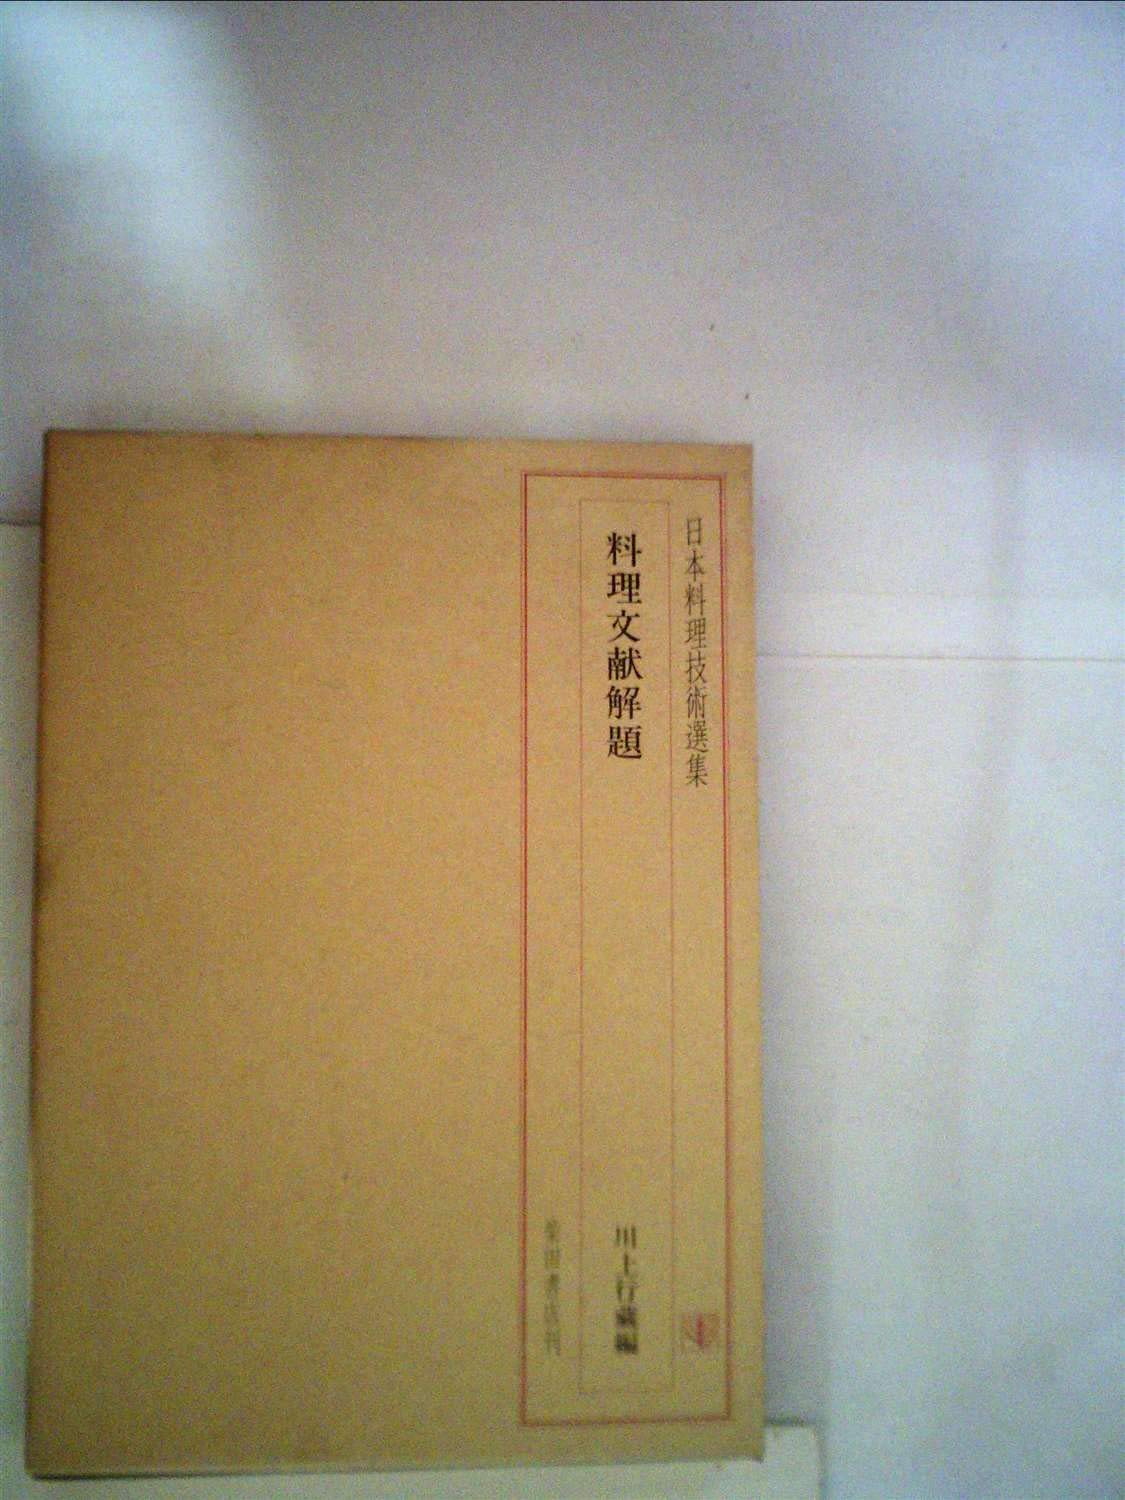 日本料理技術選集
料理文献解題
川上行蔵編
柴田書店刊